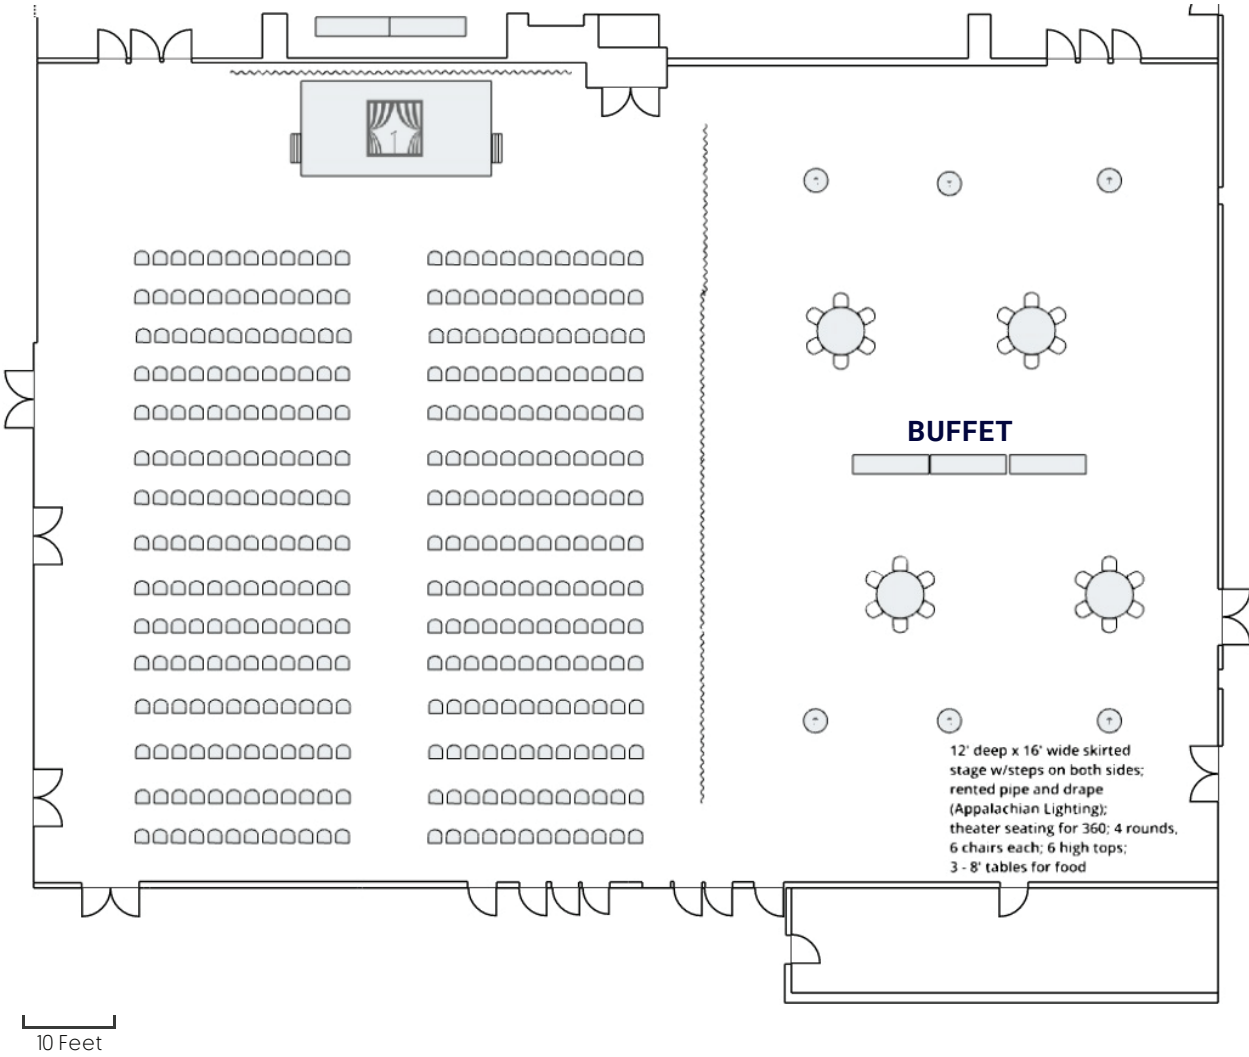 BUFFET
12' deep x 16' wide skirted
stage w/steps on both sides;
rented pipe and drape
(Appalachian Lighting);
theater seating for 360; 4 rounds,
6 chairs each; 6 high tops;
3 - 8' tables for food
10 Feet